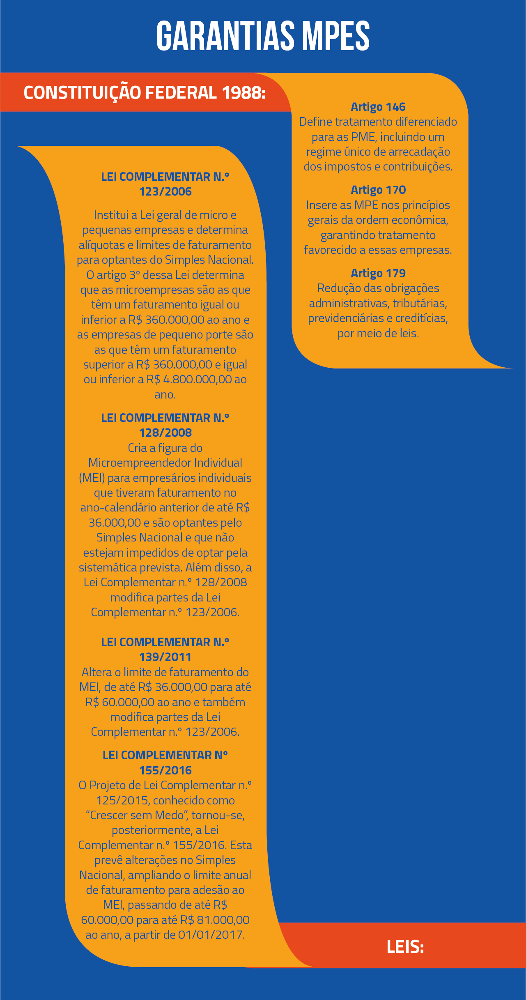 GARANTIAS MPES
CONSTITUIÇÃO FEDERAL 1988:
Artigo 146
Define tratamento diferenciado
para as PME, incluindo um
regime único de arrecadação
dos impostos e contribuições.
Artigo 170
Insere as MPE nos princípios
gerais da ordem econômica,
garantindo tratamento
favorecido a essas empresas.
Artigo 179
Redução das obrigações
administrativas, tributárias,
previdenciárias e creditícias,
por meio de leis.
LEIS:
LEI COMPLEMENTAR N.º
123/2006
Institui a Lei geral de micro e
pequenas empresas e determina
alíquotas e limites de faturamento
para optantes do Simples Nacional.
O artigo 3º dessa Lei determina
que as microempresas são as que
têm um faturamento igual ou
inferior a R$ 360.000,00 ao ano e
as empresas de pequeno porte são
as que têm um faturamento
superior a R$ 360.000,00 e igual
ou inferior a R$ 4.800.000,00 ao
ano.
LEI COMPLEMENTAR N.º
128/2008
Cria a figura do
Microempreendedor Individual
(MEI) para empresários individuais
que tiveram faturamento no
ano-calendário anterior de até R$
36.000,00 e são optantes pelo
Simples Nacional e que não
estejam impedidos de optar pela
sistemática prevista. Além disso, a
Lei Complementar n.º 128/2008
modifica partes da Lei
Complementar n.º 123/2006.
LEI COMPLEMENTAR N.º
139/2011
Altera o limite de faturamento do
MEI, de até R$ 36.000,00 para até
R$ 60.000,00 ao ano e também
modifica partes da Lei
Complementar n.º 123/2006.
LEI COMPLEMENTAR Nº
155/2016
O Projeto de Lei Complementar n.º
125/2015, conhecido como
“Crescer sem Medo”, tornou-se,
posteriormente, a Lei
Complementar n.º 155/2016. Esta
prevê alterações no Simples
Nacional, ampliando o limite anual
de faturamento para adesão ao
MEI, passando de até R$
60.000,00 para até R$ 81.000,00
ao ano, a partir de 01/01/2017.